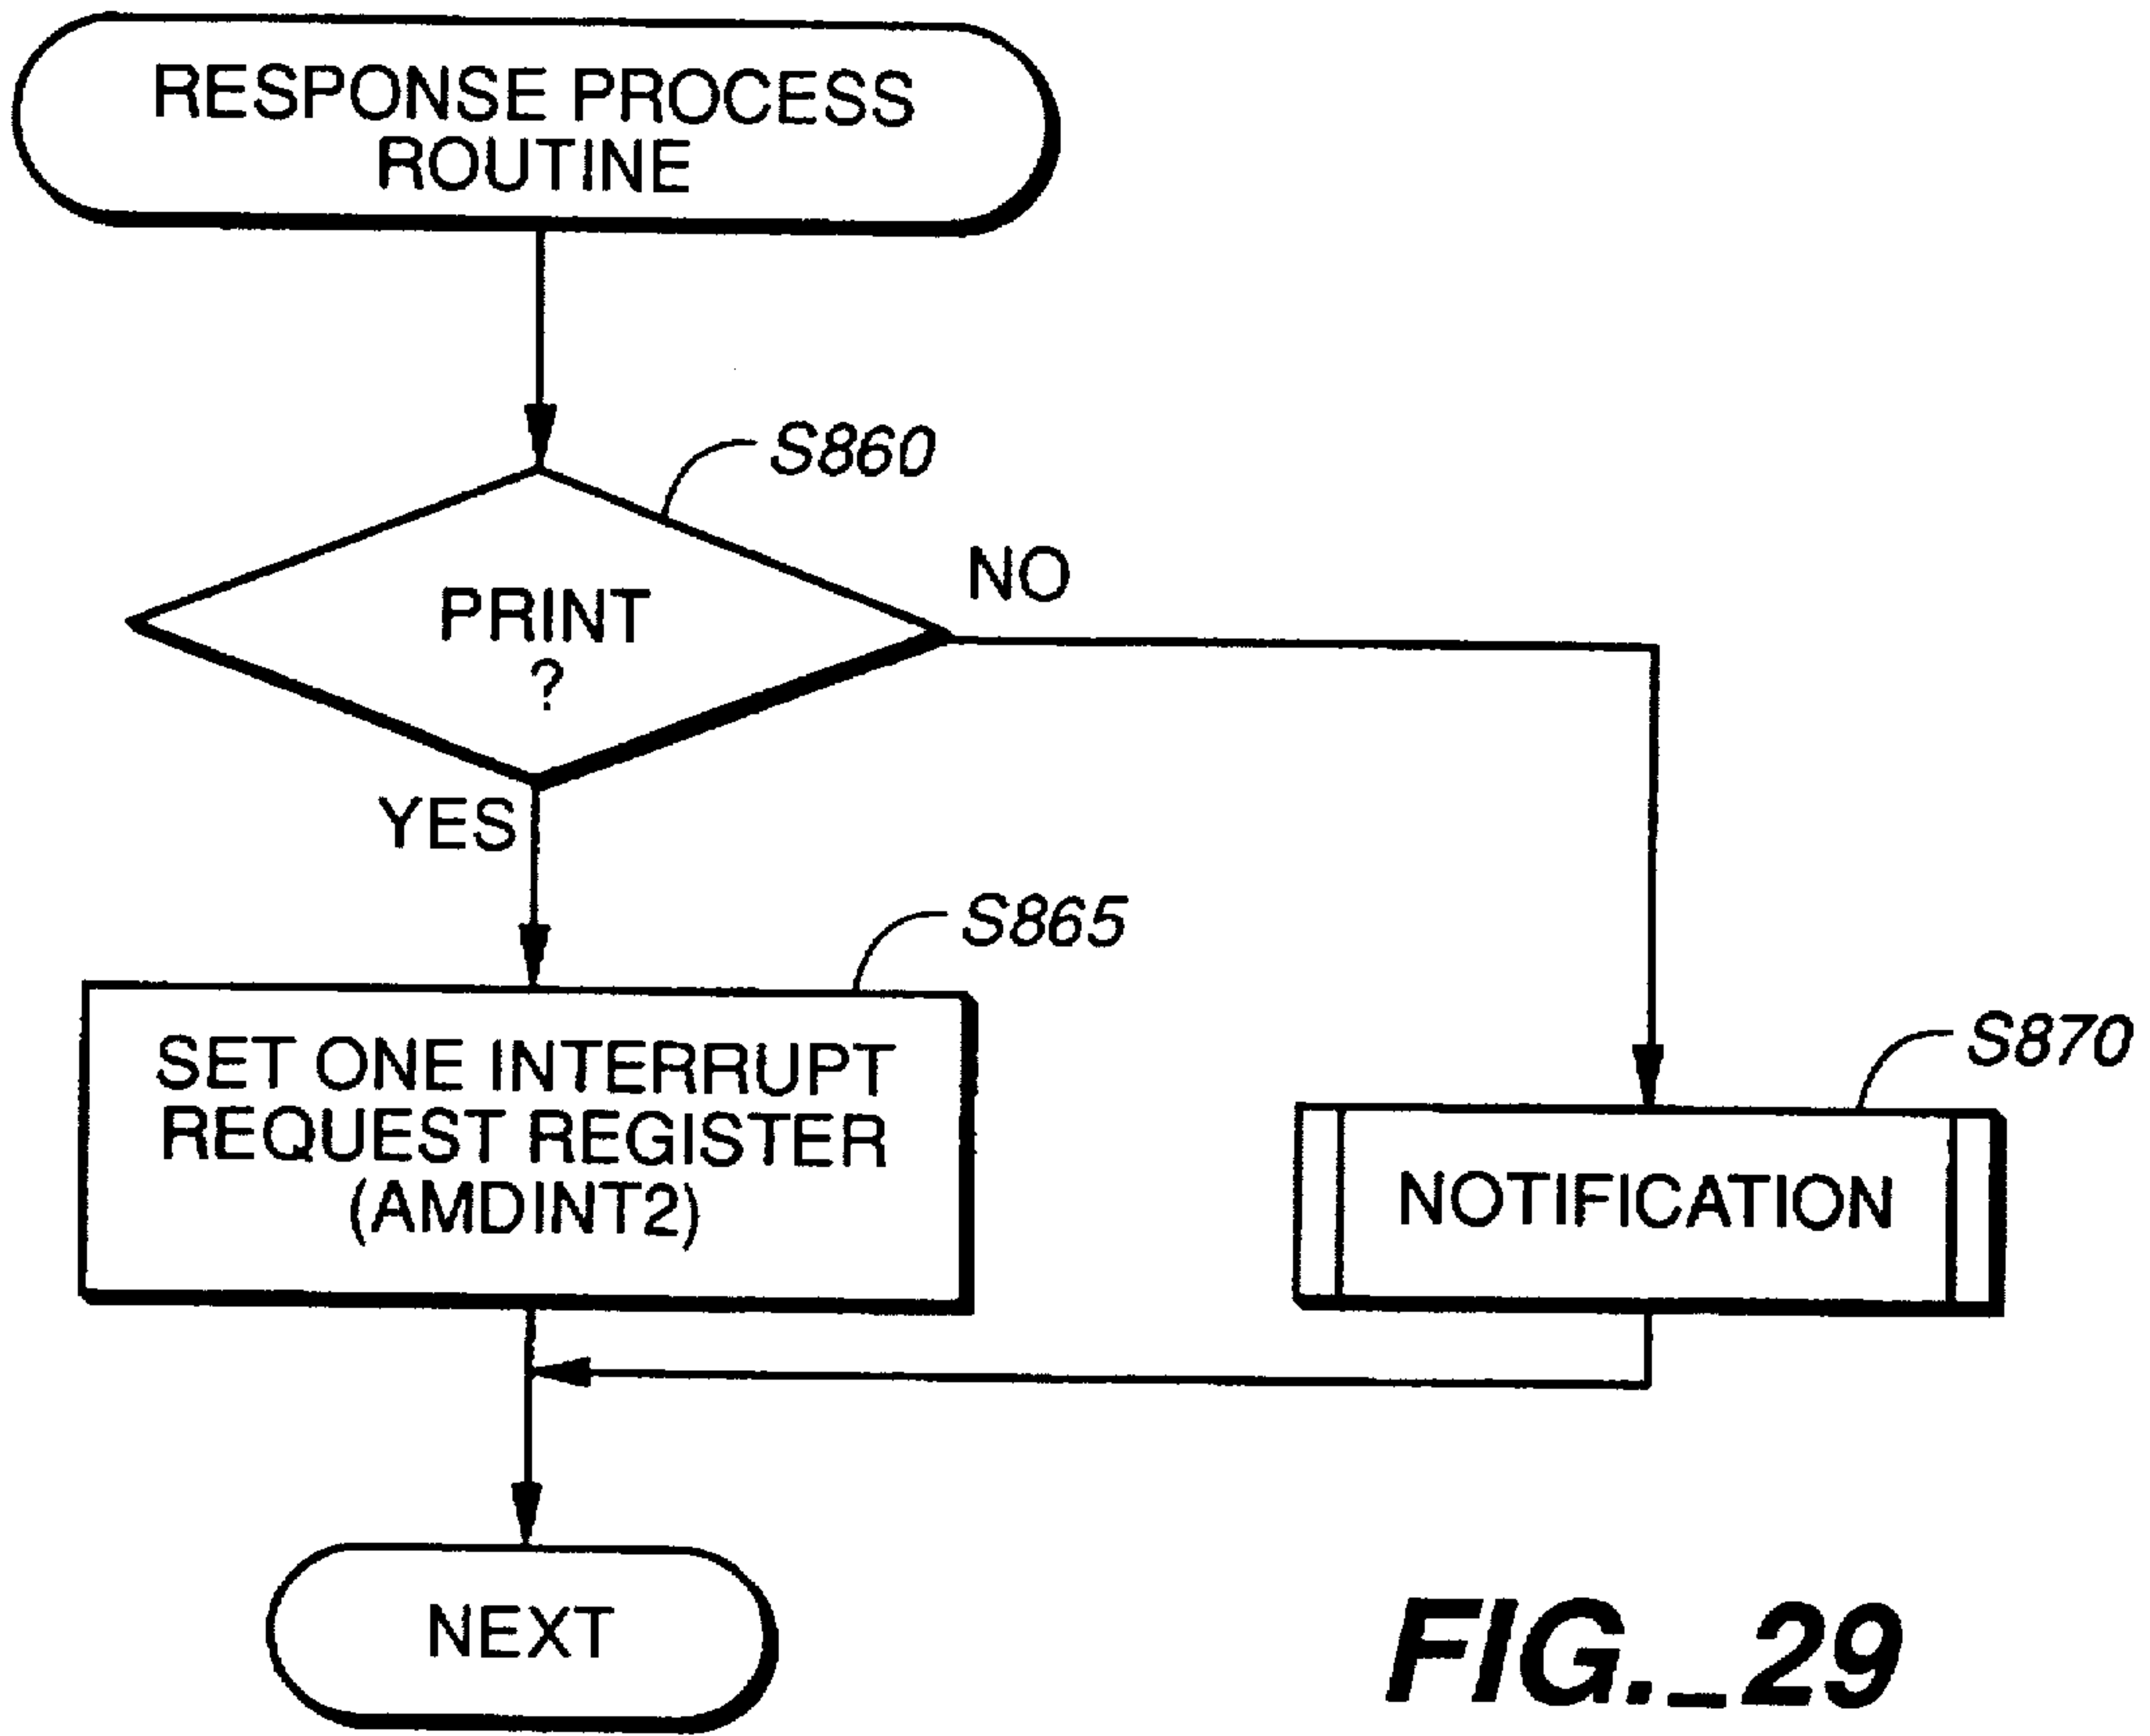 RESPONSE PROCESS
ROUTINE
S860
PRINT
?
NO
YES
S865
SET ONE INTERRUPT
REQUEST REGISTER
(AMDINT2)
S870
NOTIFICATION
NEXT
FIG._29